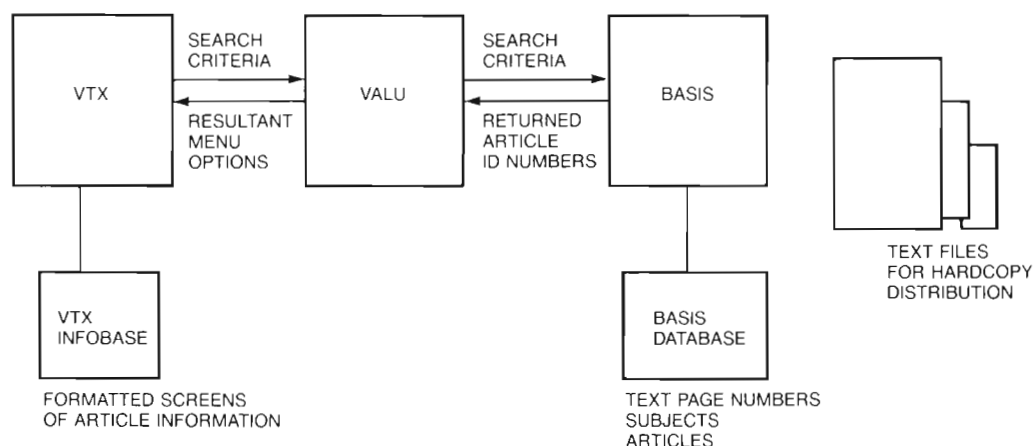 SEARCH
CRITERIA
VTX
RESULTANT
MENU
OPTIONS
VALU
SEARCH
CRITERIA
RETURNED
ARTICLE
ID NUMBERS
BASIS
TEXT FILES
FOR HARDCOPY
DISTRIBUTION
VTX
INFOBASE
FORMATTED SCREENS
OF ARTICLE INFORMATION
BASIS
DATABASE
TEXT PAGE NUMBERS
SUBJECTS
ARTICLES